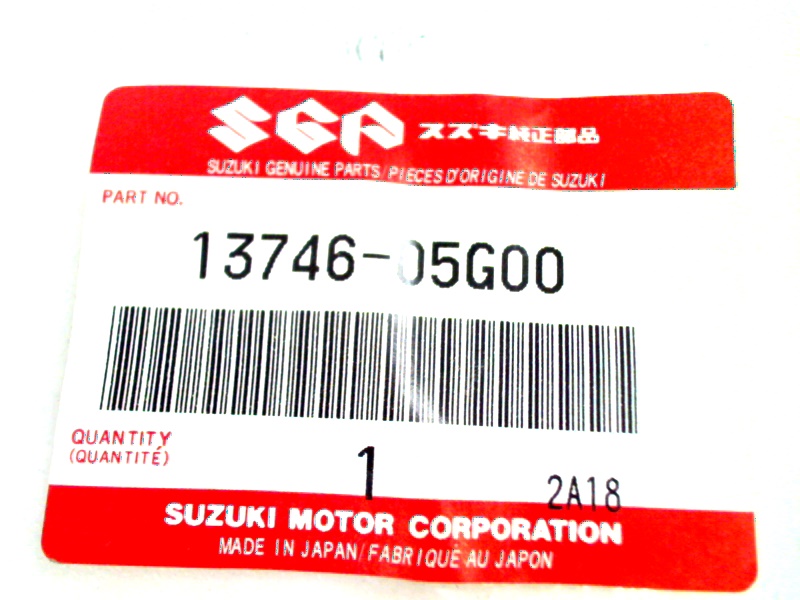 SGP スズキ純正部品
SUZUKI GENUINE PARTS/PIECES D'ORIGINE DE SUZUKI
PART NO.
13746-05G00
QUANTITY
(QUANTITÉ)
1
2A18
SUZUKI MOTOR CORPORATION
MADE IN JAPAN/FABRIQUE AU JAPON